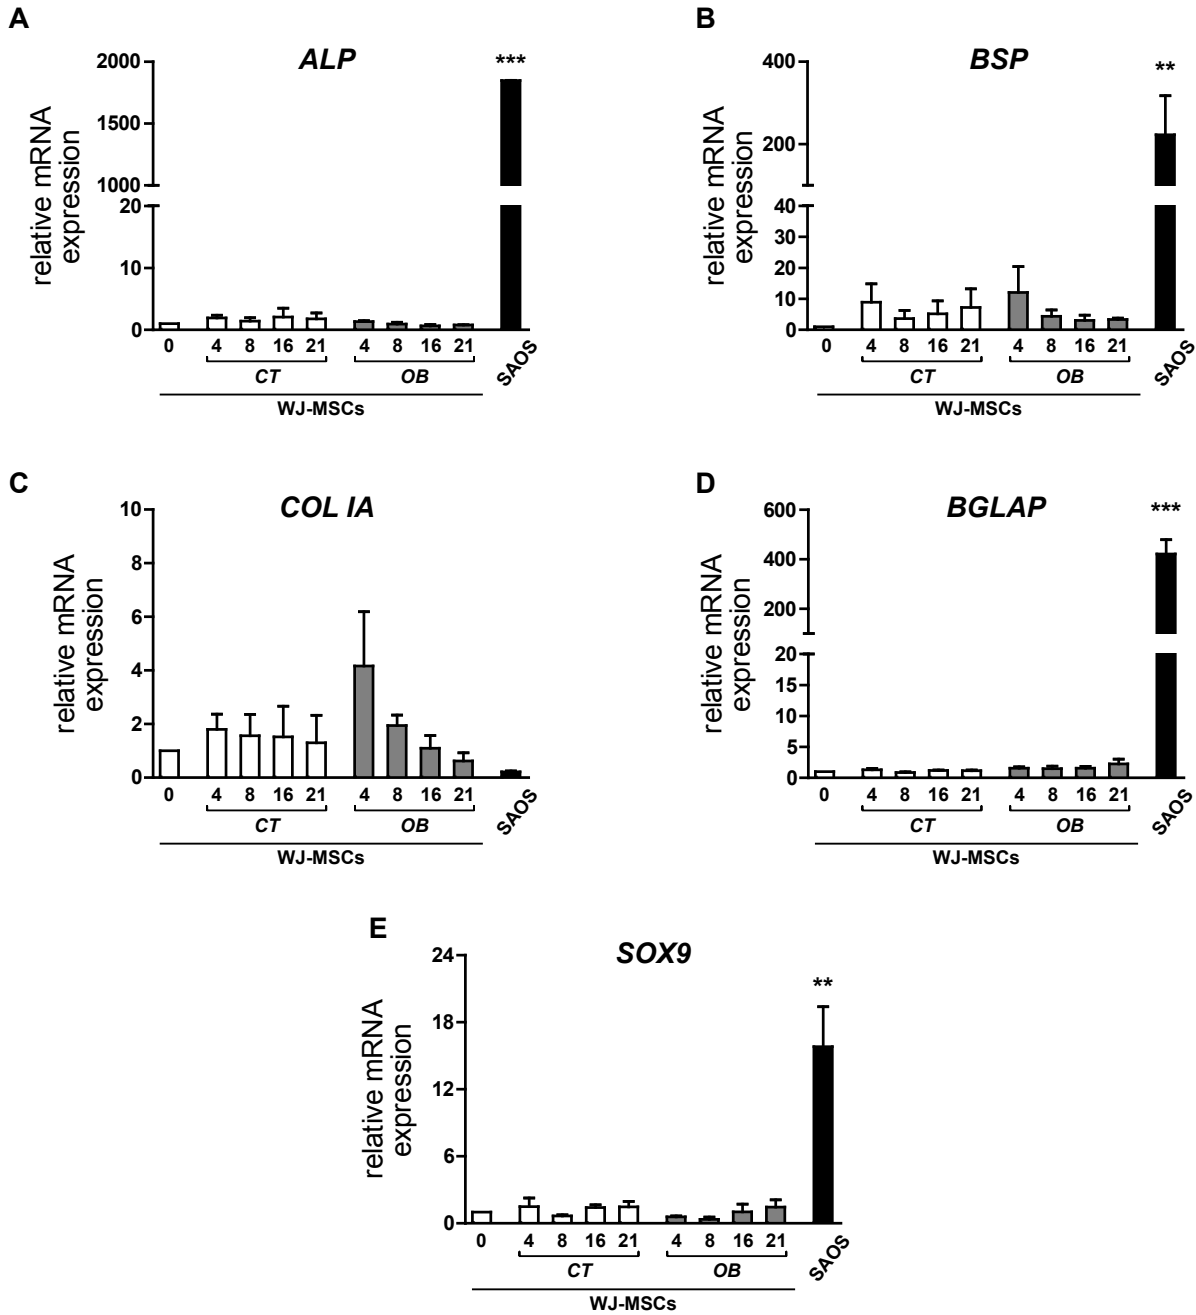 A
ALP
***
relative mRNA
expression
2000
1500
1000
20
10
0
0 4 8 16 21 4 8 16 21 SAOS
CT OB
WJ-MSCs
B
BSP
**
400
200
40
30
20
10
0
0 4 8 16 21 4 8 16 21 SAOS
CT OB
WJ-MSCs
C
COL IA
relative mRNA
expression
10
8
6
4
2
0
0 4 8 16 21 4 8 16 21 SAOS
CT OB
WJ-MSCs
D
BGLAP
***
relative mRNA
expression
600
400
200
20
15
10
5
0
0 4 8 16 21 4 8 16 21 SAOS
CT OB
WJ-MSCs
E
SOX9
**
relative mRNA
expression
24
18
12
6
0
0 4 8 16 21 4 8 16 21 SAOS
CT OB
WJ-MSCs